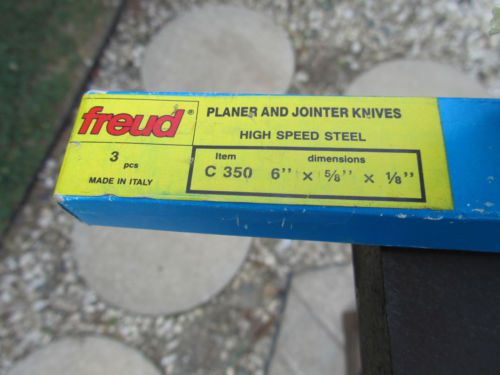 freud®
3 pcs
MADE IN ITALY
PLANER AND JOINTER KNIVES
HIGH SPEED STEEL
Item dimensions
C 350 6'' x 5/8'' x 1/8''